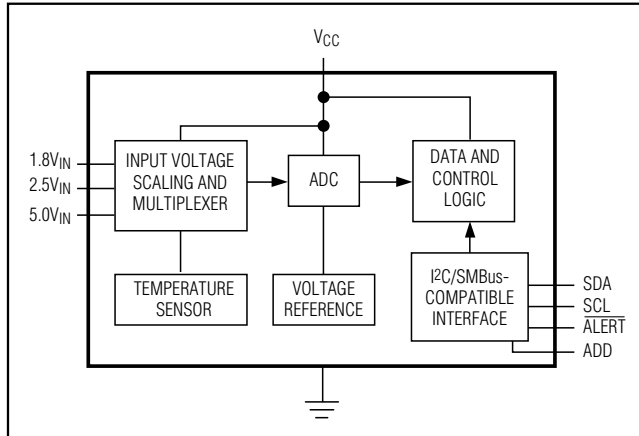 VCC
1.8VIN
2.5VIN
5.0VIN
INPUT VOLTAGE
SCALING AND
MULTIPLEXER
ADC
DATA AND
CONTROL
LOGIC
TEMPERATURE
SENSOR
VOLTAGE
REFERENCE
I2C/SMBus-
COMPATIBLE
INTERFACE
SDA
SCL
ALERT
ADD